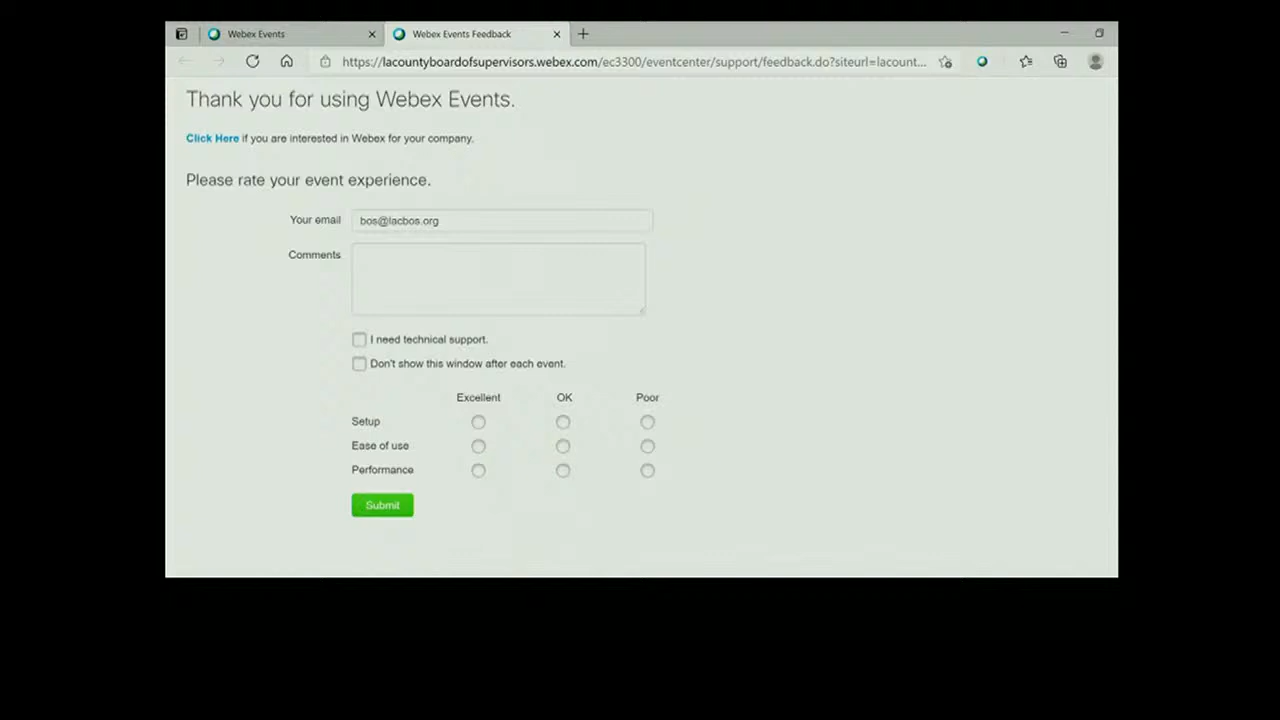 Webex Events
Webex Events Feedback
https://lacountyboardofsupervisors.webex.com/ec3300/eventcenter/support/feedback.do?siteurl=lacount...
Thank you for using Webex Events.
Click Here if you are interested in Webex for your company.
Please rate your event experience.
Your email bos@lacbos.org
Comments
I need technical support.
Don't show this window after each event.
Excellent OK Poor
Setup
Ease of use
Performance
Submit